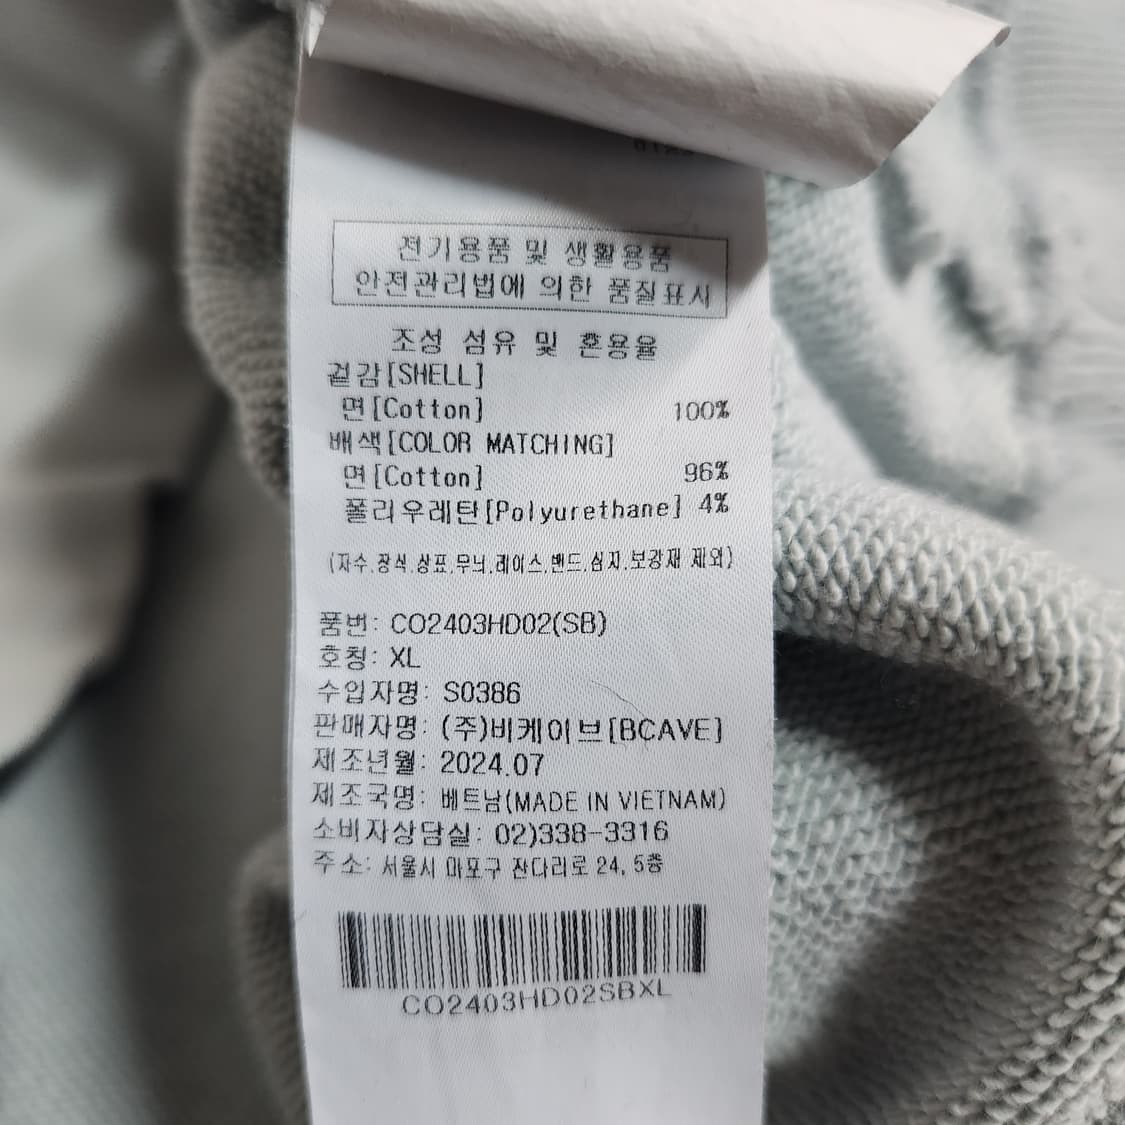 전기용품 및 생활용품
안전관리법에 의한 품질표시
조성 섬유 및 혼용율
겉감[SHELL]
면[Cotton] 100%
배색[COLOR MATCHING]
면[Cotton] 96%
폴리우레탄[Polyurethane] 4%
(자수.장식.상표.무늬.레이스.밴드.심지.보강재 제외)
품번: CO2403HD02(SB)
호칭: XL
수입자명: S0386
판매자명: (주)비케이브[BCAVE]
제조년월: 2024.07
제조국명: 베트남(MADE IN VIETNAM)
소비자상담실: 02)338-3316
주소: 서울시 마포구 잔다리로 24, 5층
CO2403HD02SBXL